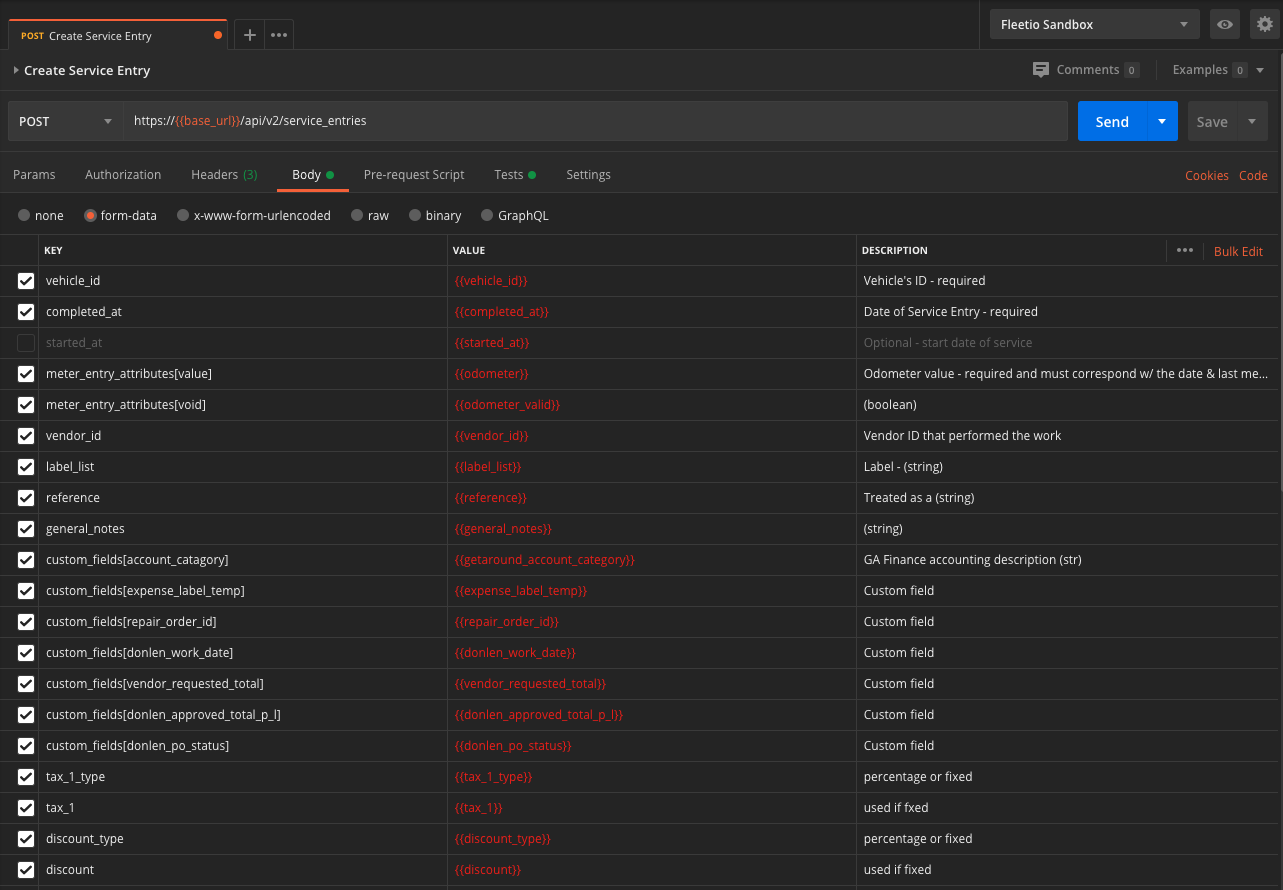 POST Create Service Entry
Fleetio Sandbox
Create Service Entry Comments 0 Examples 0
POST https://{{base_url}}/api/v2/service_entries Send Save
Params Authorization Headers (3) Body Pre-request Script Tests Settings Cookies Code
none form-data x-www-form-urlencoded raw binary GraphQL
KEY VALUE DESCRIPTION ••• Bulk Edit
vehicle_id {{vehicle_id}} Vehicle's ID - required
completed_at {{completed_at}} Date of Service Entry - required
started_at {{started_at}} Optional - start date of service
meter_entry_attributes[value] {{odometer}} Odometer value - required and must correspond w/ the date & last me...
meter_entry_attributes[void] {{odometer_valid}} (boolean)
vendor_id {{vendor_id}} Vendor ID that performed the work
label_list {{label_list}} Label - (string)
reference {{reference}} Treated as a (string)
general_notes {{general_notes}} (string)
custom_fields[account_catagory] {{getaround_account_category}} GA Finance accounting description (str)
custom_fields[expense_label_temp] {{expense_label_temp}} Custom field
custom_fields[repair_order_id] {{repair_order_id}} Custom field
custom_fields[donlen_work_date] {{donlen_work_date}} Custom field
custom_fields[vendor_requested_total] {{vendor_requested_total}} Custom field
custom_fields[donlen_approved_total_p_l] {{donlen_approved_total_p_l}} Custom field
custom_fields[donlen_po_status] {{donlen_po_status}} Custom field
tax_1_type {{tax_1_type}} percentage or fixed
tax_1 {{tax_1}} used if fxed
discount_type {{discount_type}} percentage or fixed
discount {{discount}} used if fixed